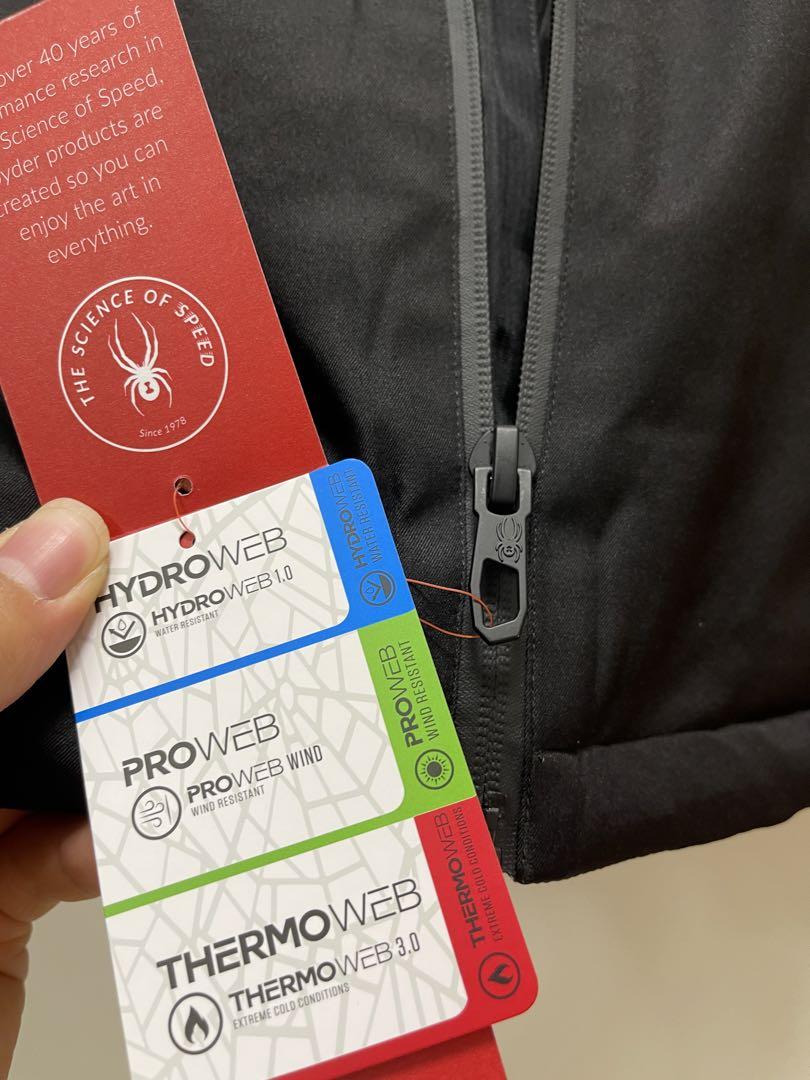 over 40 years of
mance research in
Science of Speed,
yder products are
created so you can
enjoy the art in
everything.
THE SCIENCE OF SPEED
Since 1978
HYDROWEB
HYDROWEB 1.0
WATER RESISTANT
HYDROWEB
WATER RESISTANT
PROWEB
PROWEB WIND
WIND RESISTANT
PROWEB
WIND RESISTANT
THERMOWEB
THERMOWEB 3.0
EXTREME COLD CONDITIONS
THERMOWEB
EXTREME COLD CONDITIONS